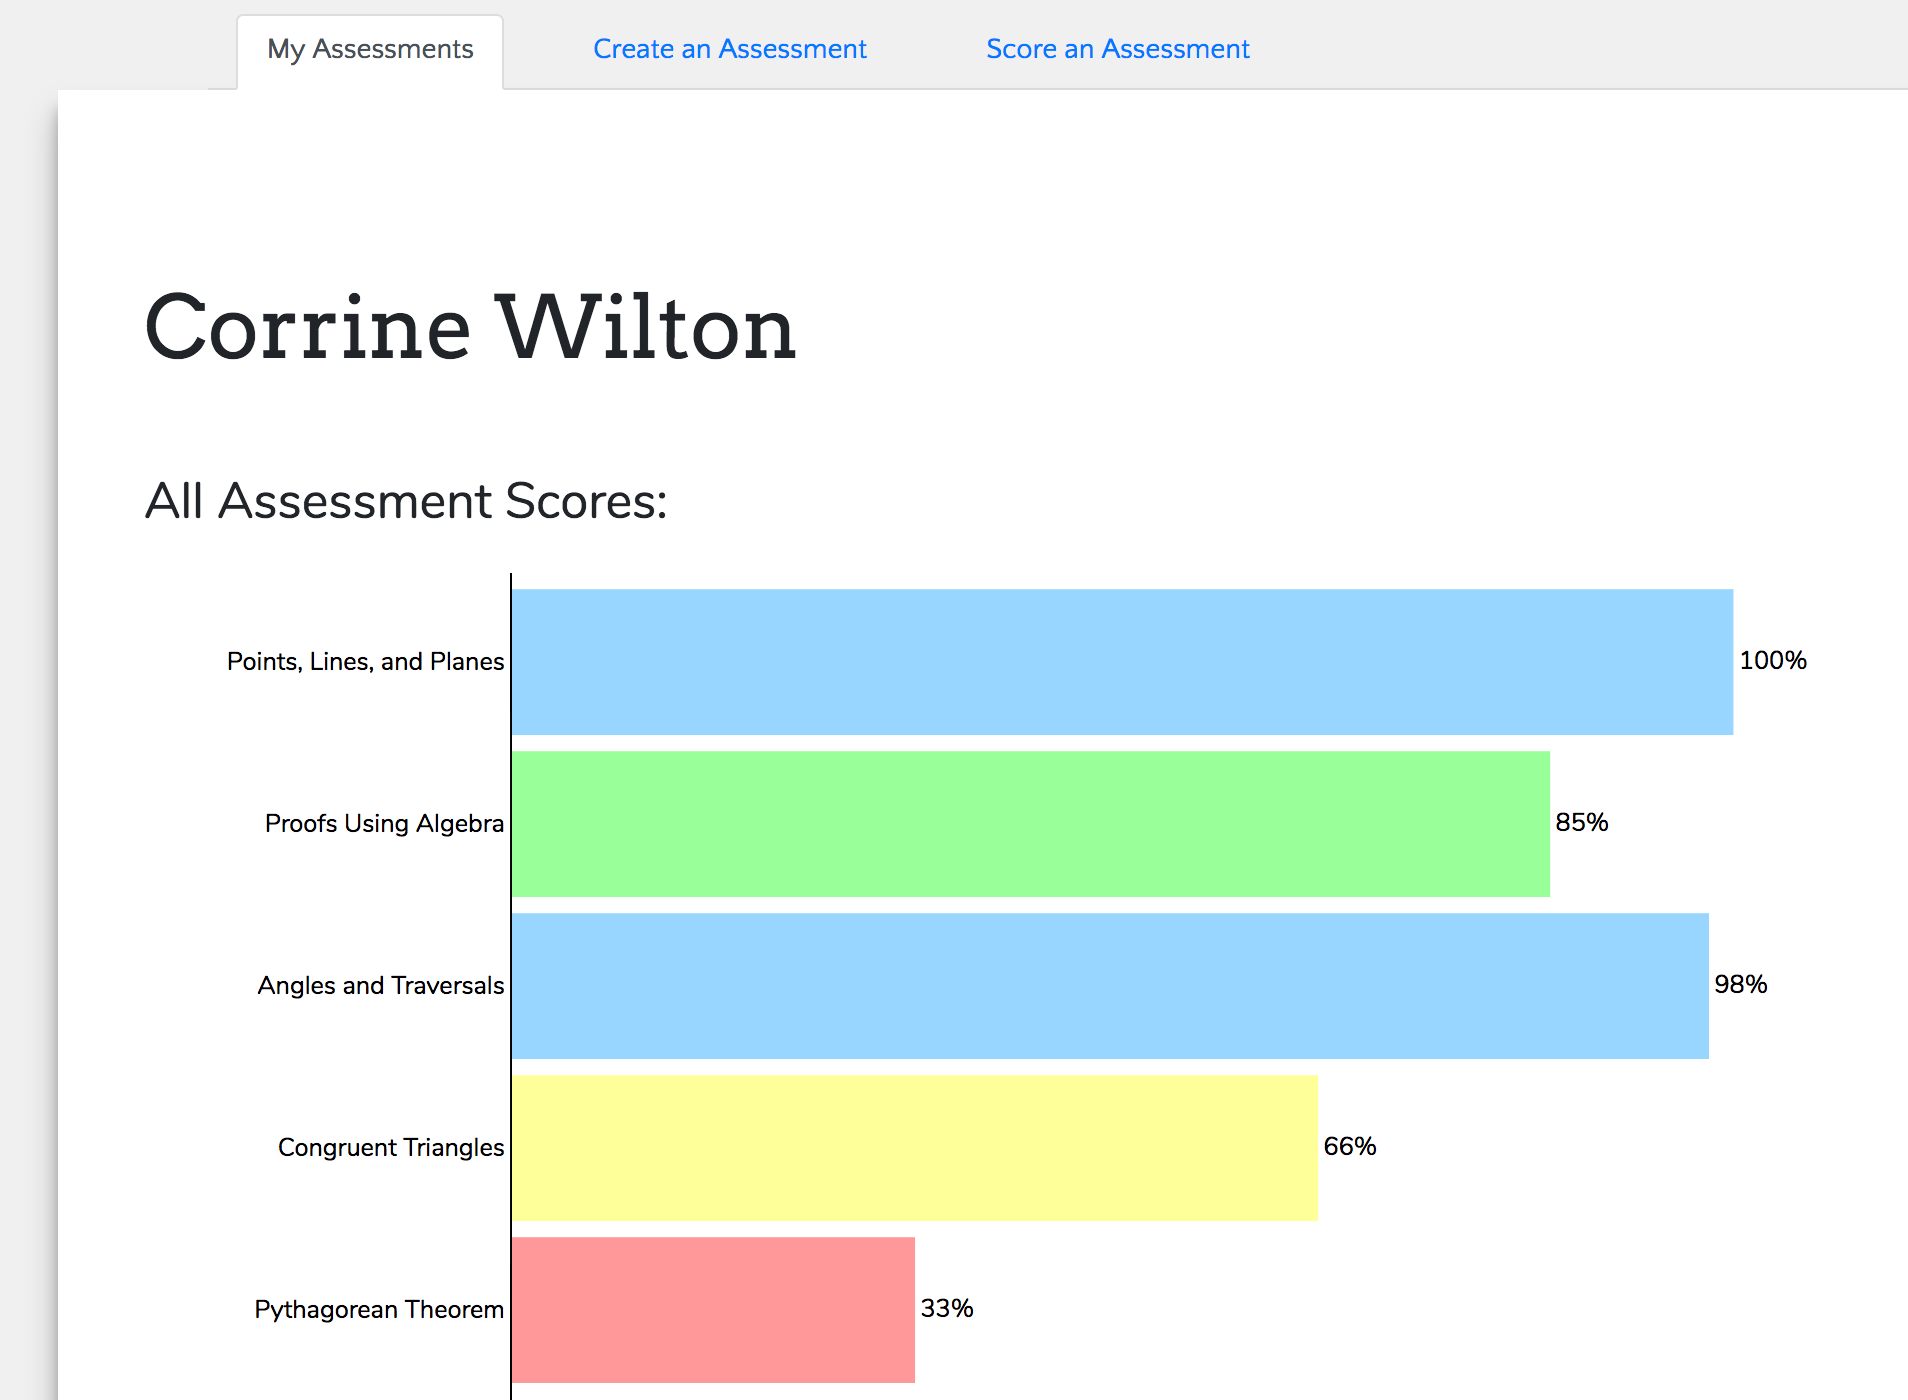 My Assessments
Create an Assessment
Score an Assessment
Corrine Wilton
All Assessment Scores:
Points, Lines, and Planes 100%
Proofs Using Algebra 85%
Angles and Traversals 98%
Congruent Triangles 66%
Pythagorean Theorem 33%